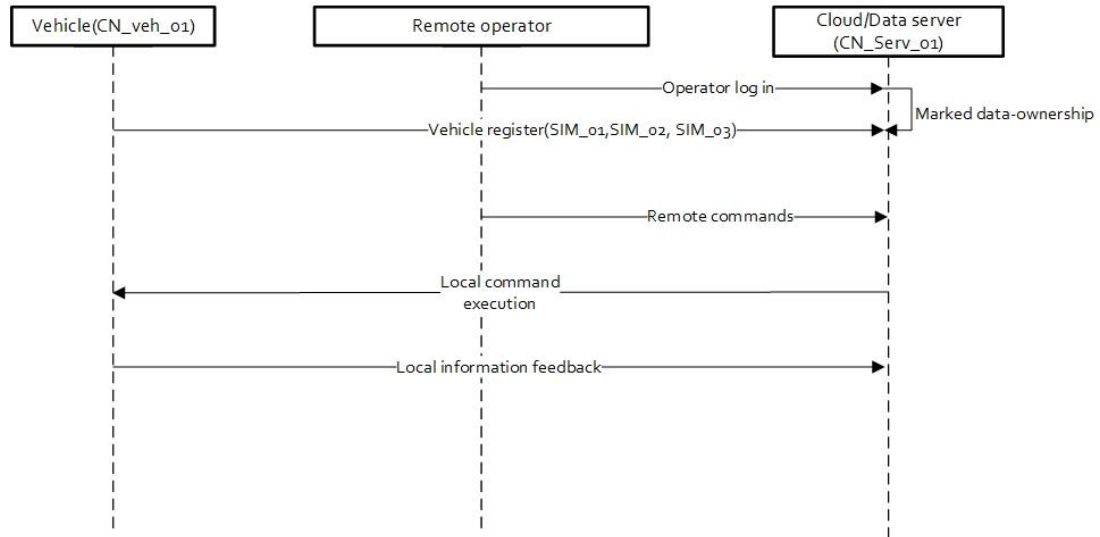 Vehicle(CN_veh_01)
Remote operator
Cloud/Data server
(CN_Serv_01)
Operator log in
Marked data-ownership
Vehicle register(SIM_01,SIM_02, SIM_03)
Remote commands
Local command
execution
Local information feedback